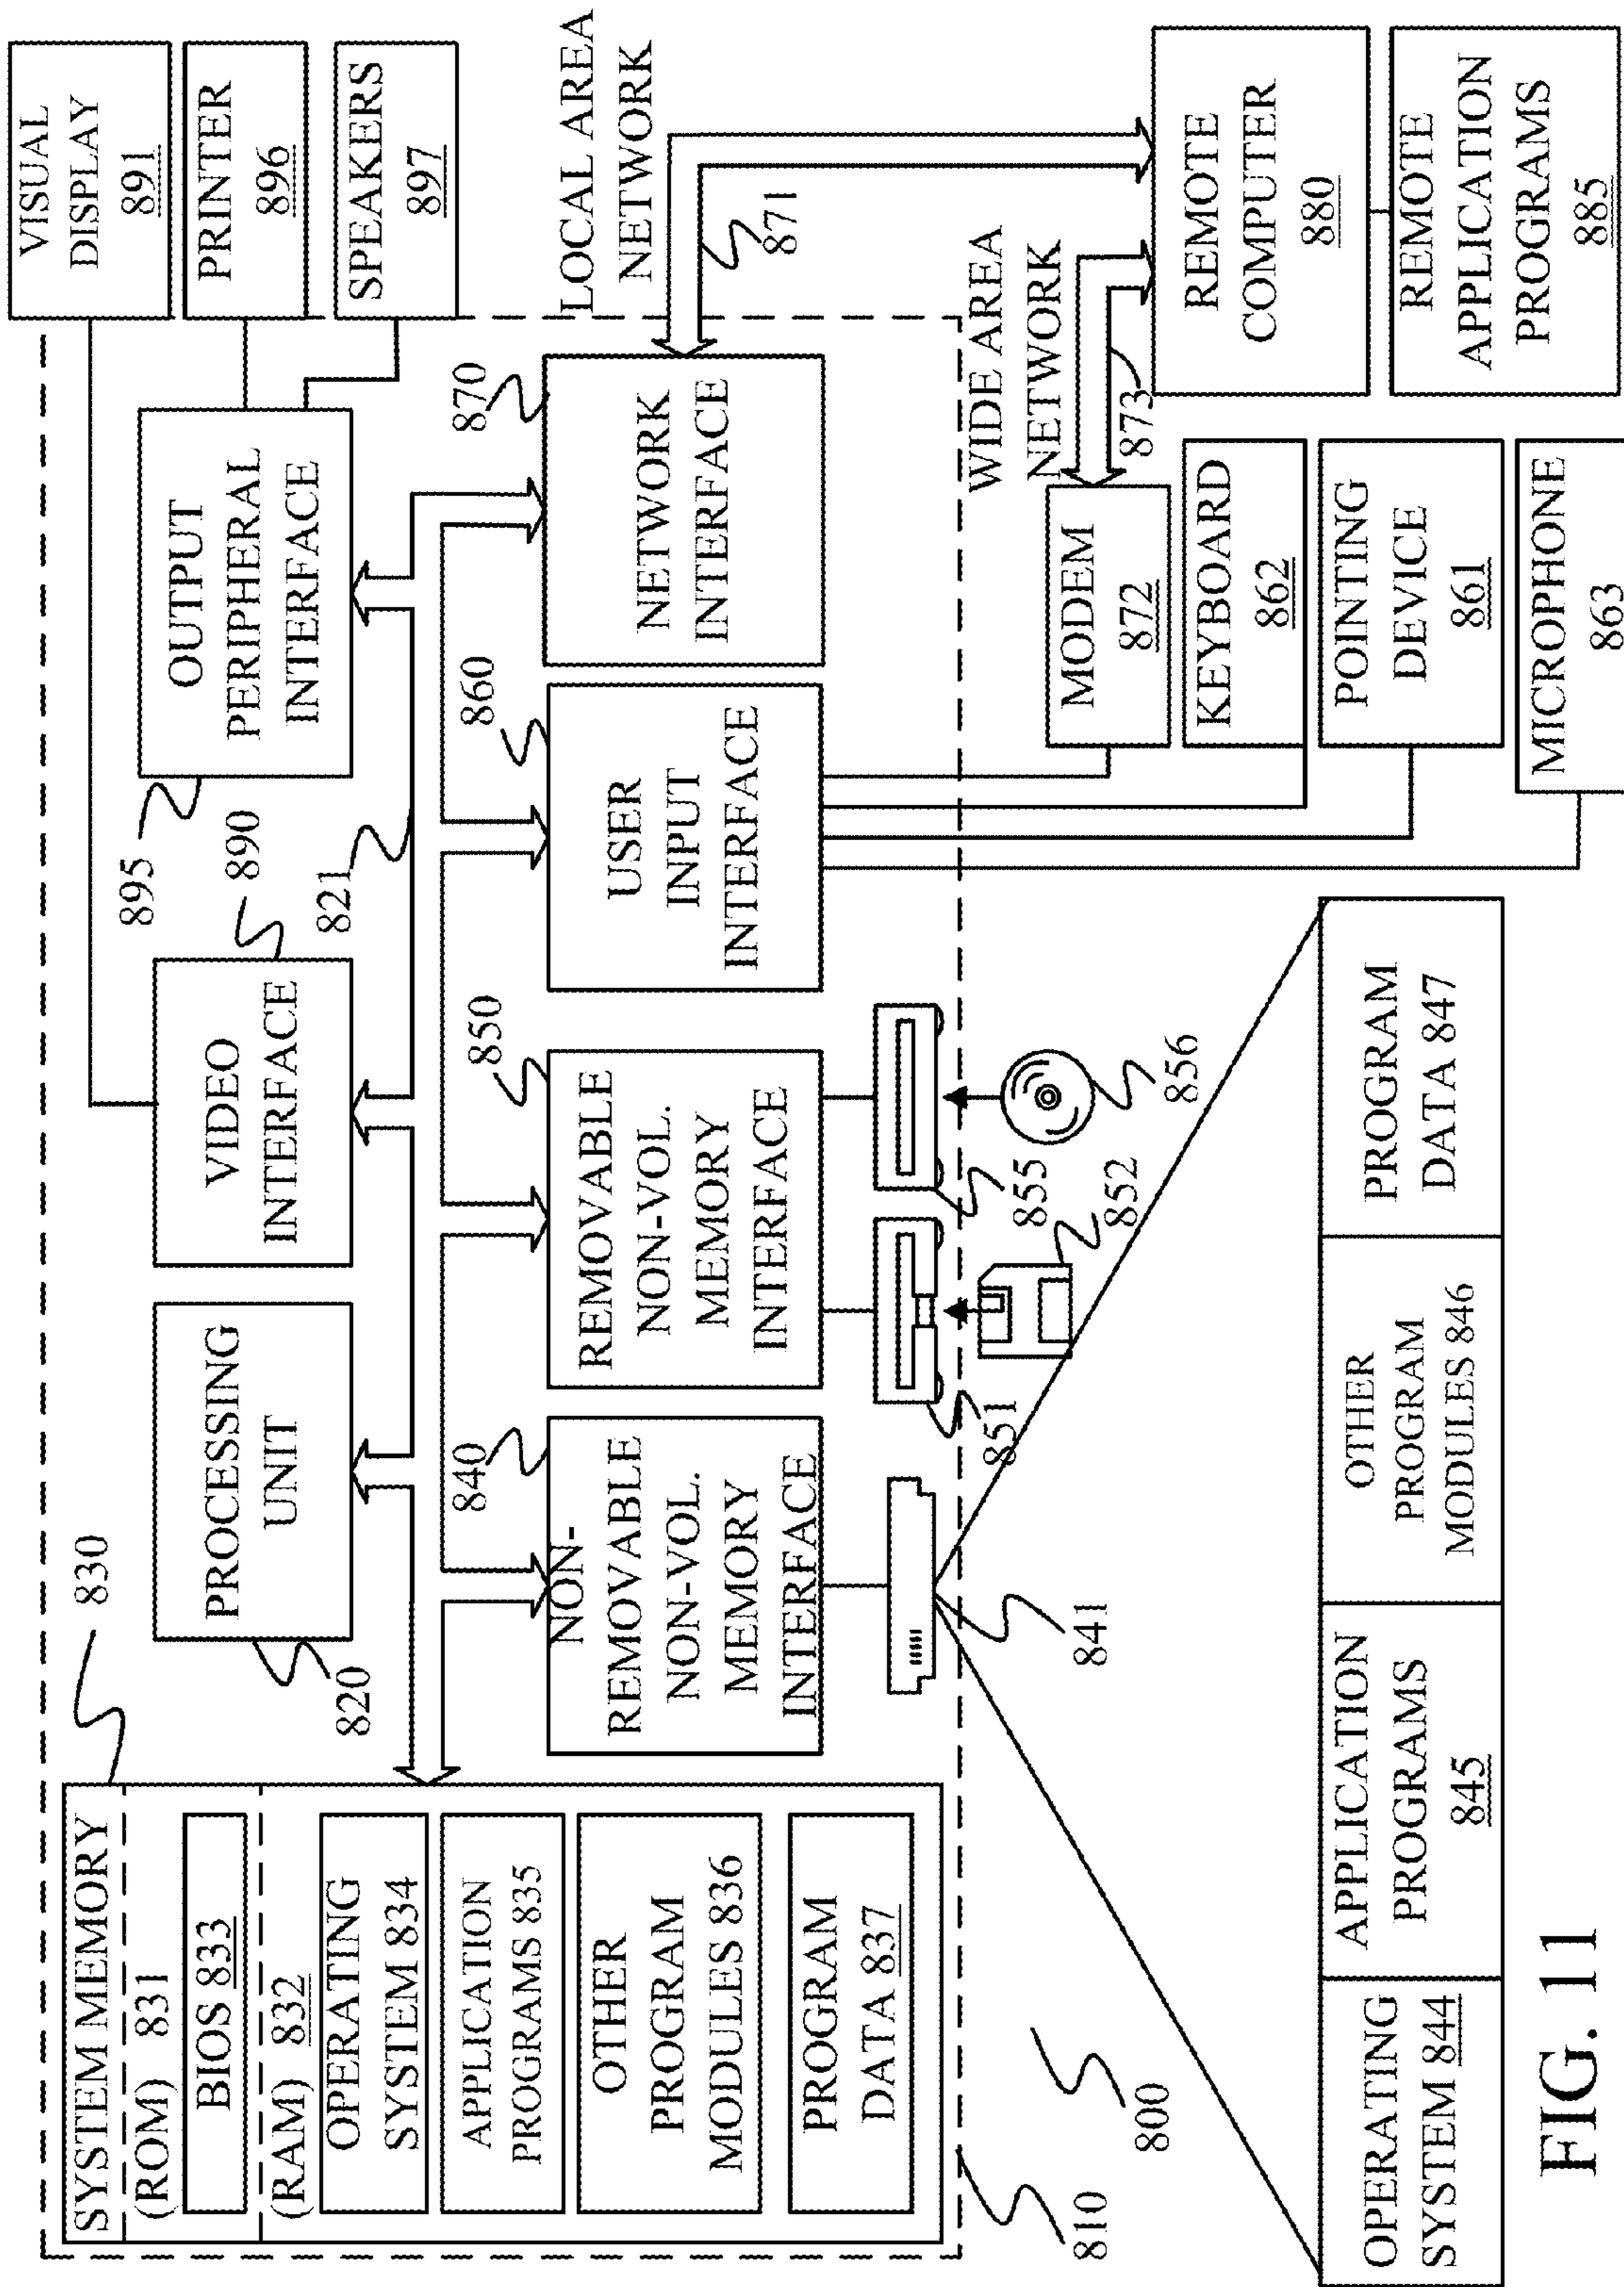 SYSTEM MEMORY
(ROM) 831
BIOS 833
(RAM) 832
OPERATING
SYSTEM 834
APPLICATION
PROGRAMS 835
OTHER
PROGRAM
MODULES 836
PROGRAM
DATA 837
830
820
PROCESSING
UNIT
VIDEO
INTERFACE
890
821
895
OUTPUT
PERIPHERAL
INTERFACE
VISUAL
DISPLAY
891
PRINTER
896
SPEAKERS
897
840
NON-
REMOVABLE
NON-VOL.
MEMORY
INTERFACE
850
REMOVABLE
NON-VOL.
MEMORY
INTERFACE
860
USER
INPUT
INTERFACE
870
NETWORK
INTERFACE
LOCAL AREA
NETWORK
871
810
800
841
851
852
855
856
WIDE AREA
NETWORK
873
MODEM
872
KEYBOARD
862
POINTING
DEVICE
861
MICROPHONE
863
REMOTE
COMPUTER
880
REMOTE
APPLICATION
PROGRAMS
885
OPERATING
SYSTEM 844
APPLICATION
PROGRAMS
845
OTHER
PROGRAM
MODULES 846
PROGRAM
DATA 847
FIG. 11